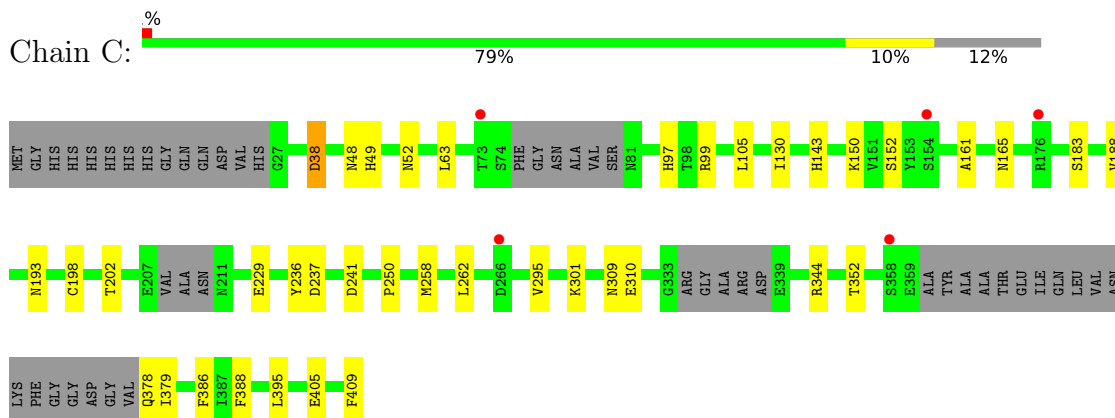 %
Chain C:
79% 10% 12%
MET GLY HIS HIS HIS HIS HIS HIS GLY GLN GLN ASP VAL HIS G27 D38 N48 H49 N52 L63 T73 S74 PHE GLY ASN ALA VAL SER N81 H97 T98 R99 L105 I130 H143 K150 V151 S152 Y153 S154 A161 N165 R176 S183 V188
N193 C198 T202 E207 VAL ALA ASN N211 E229 Y236 D237 D241 P250 M258 L262 D266 V295 K301 N309 E310 G333 ARG GLY ALA ARG ASP E339 R344 T352 S358 E359 ALA TYR ALA ALA THR GLU ILE GLN LEU VAL ASN
LYS PHE GLY GLY ASP GLY VAL Q378 I379 F386 I387 F388 L395 E405 F409